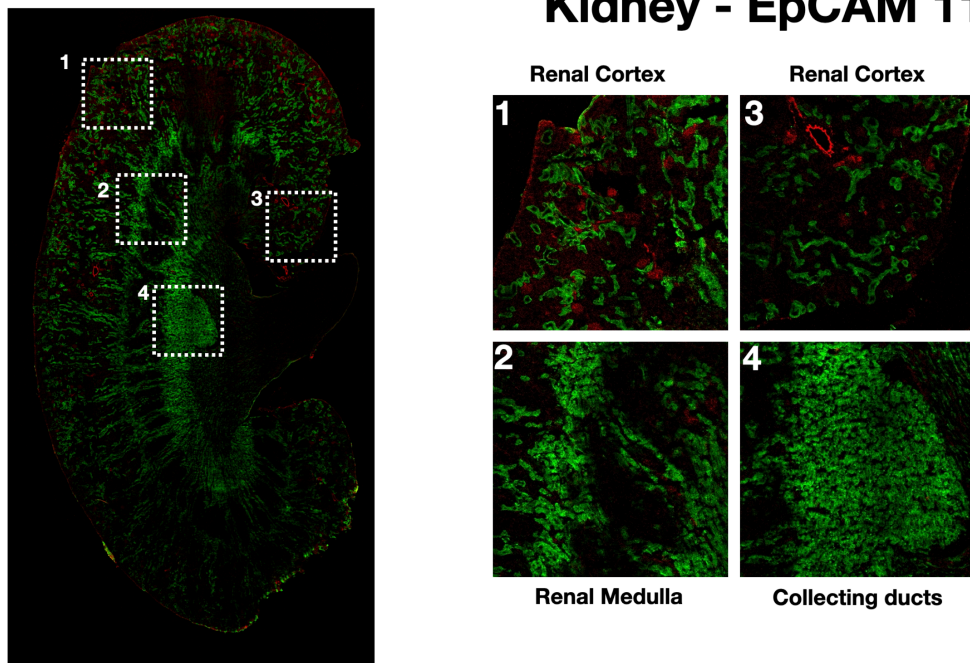 Kidney - EpCAM
Renal Cortex
Renal Cortex
1
3
2
4
Renal Medulla
Collecting ducts
1
2
3
4